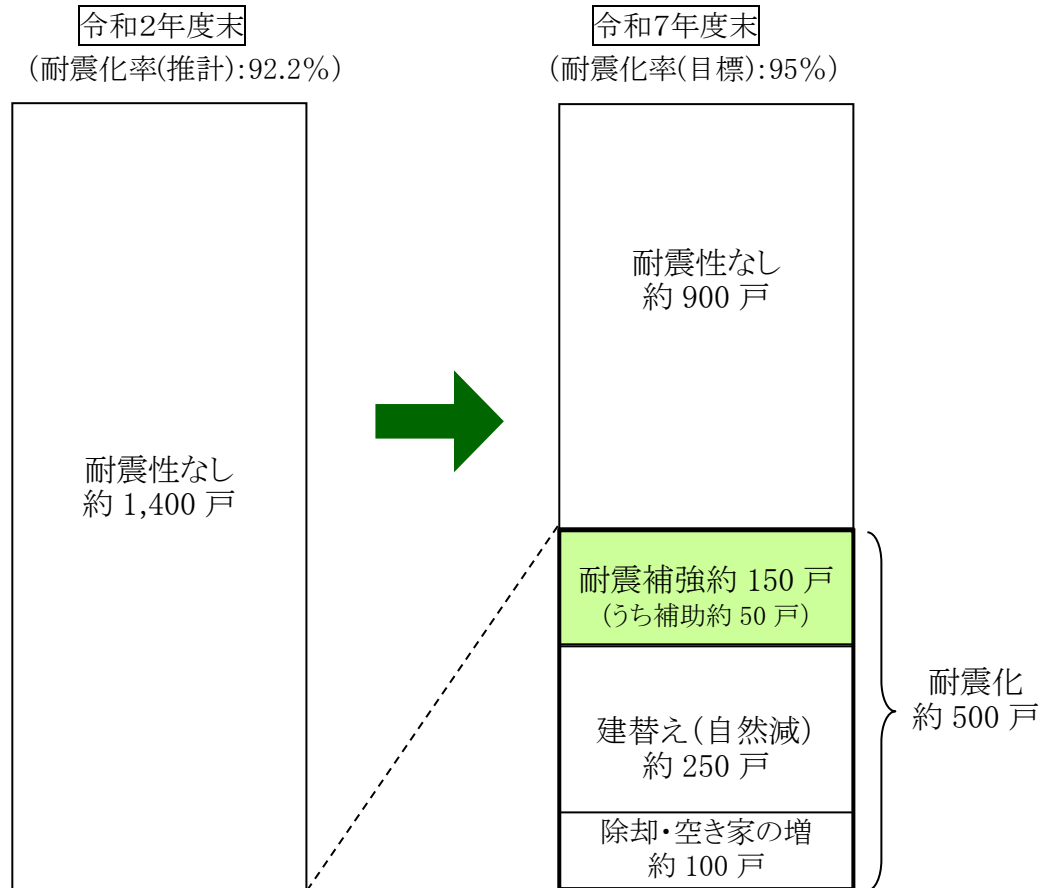 令和2年度末
（耐震化率(推計):92.2%）
耐震性なし
約 1,400 戸
令和7年度末
（耐震化率(目標):95%）
耐震性なし
約 900 戸
耐震補強約 150 戸
(うち補助約 50 戸)
建替え(自然減)
約 250 戸
除却・空き家の増
約 100 戸
耐震化
約 500 戸